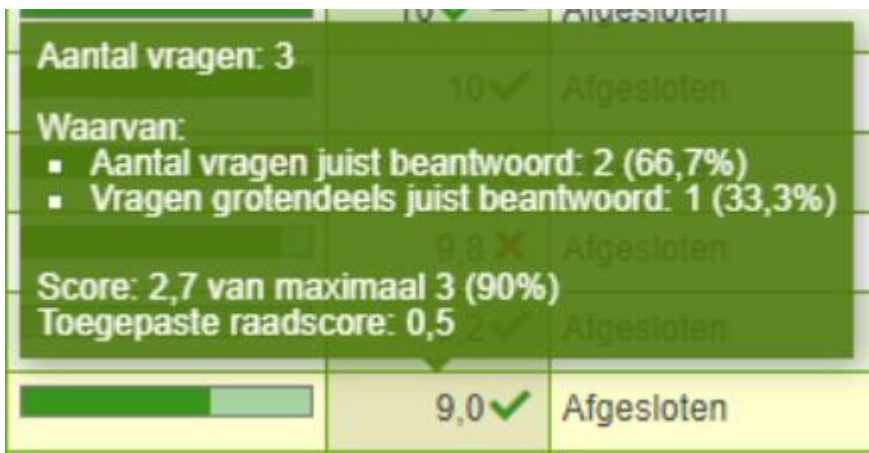 10 Afgesloten
Aantal vragen: 3
10 Afgesloten
Waarvan:
▪ Aantal vragen juist beantwoord: 2 (66,7%)
▪ Vragen grotendeels juist beantwoord: 1 (33,3%)
9,8 Afgesloten
Score: 2,7 van maximaal 3 (90%)
Toegepaste raadscore: 0,5
Afgesloten
9,0 Afgesloten